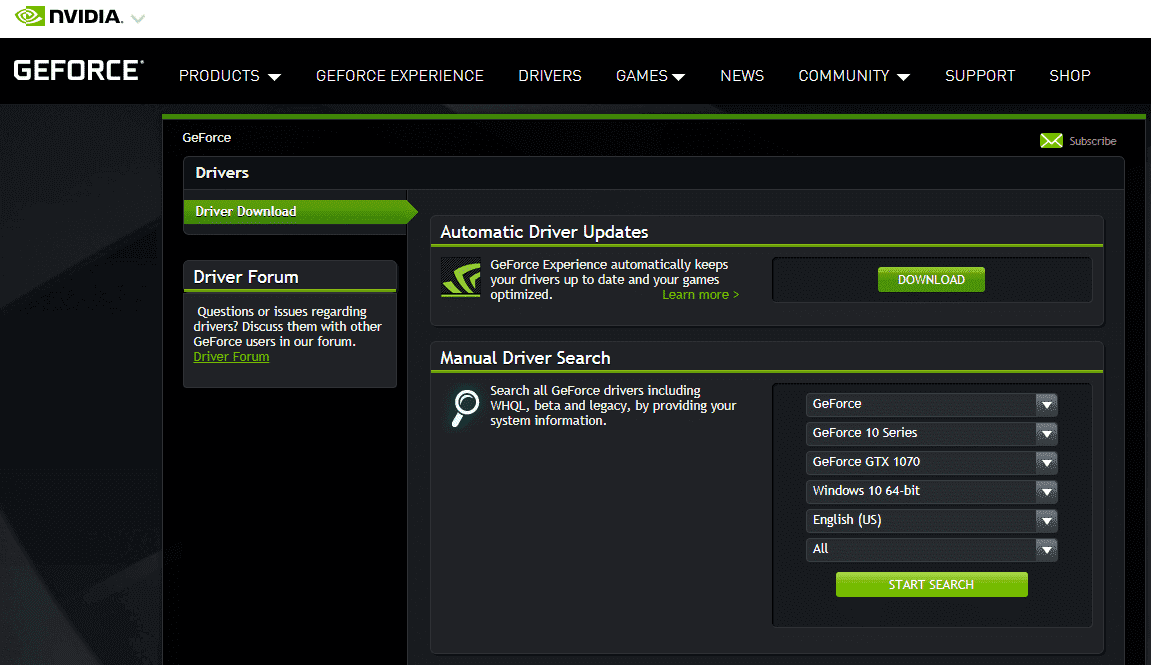 NVIDIA.
GEFORCE
PRODUCTS GEFORCE EXPERIENCE DRIVERS GAMES NEWS COMMUNITY SUPPORT SHOP
GeForce
Subscribe
Drivers
Driver Download
Driver Forum
Questions or issues regarding
drivers? Discuss them with other
GeForce users in our forum.
Driver Forum
Automatic Driver Updates
GeForce Experience automatically keeps
your drivers up to date and your games
optimized.
Learn more >
DOWNLOAD
Manual Driver Search
Search all GeForce drivers including
WHQL, beta and legacy, by providing your
system information.
GeForce
GeForce 10 Series
GeForce GTX 1070
Windows 10 64-bit
English (US)
All
START SEARCH